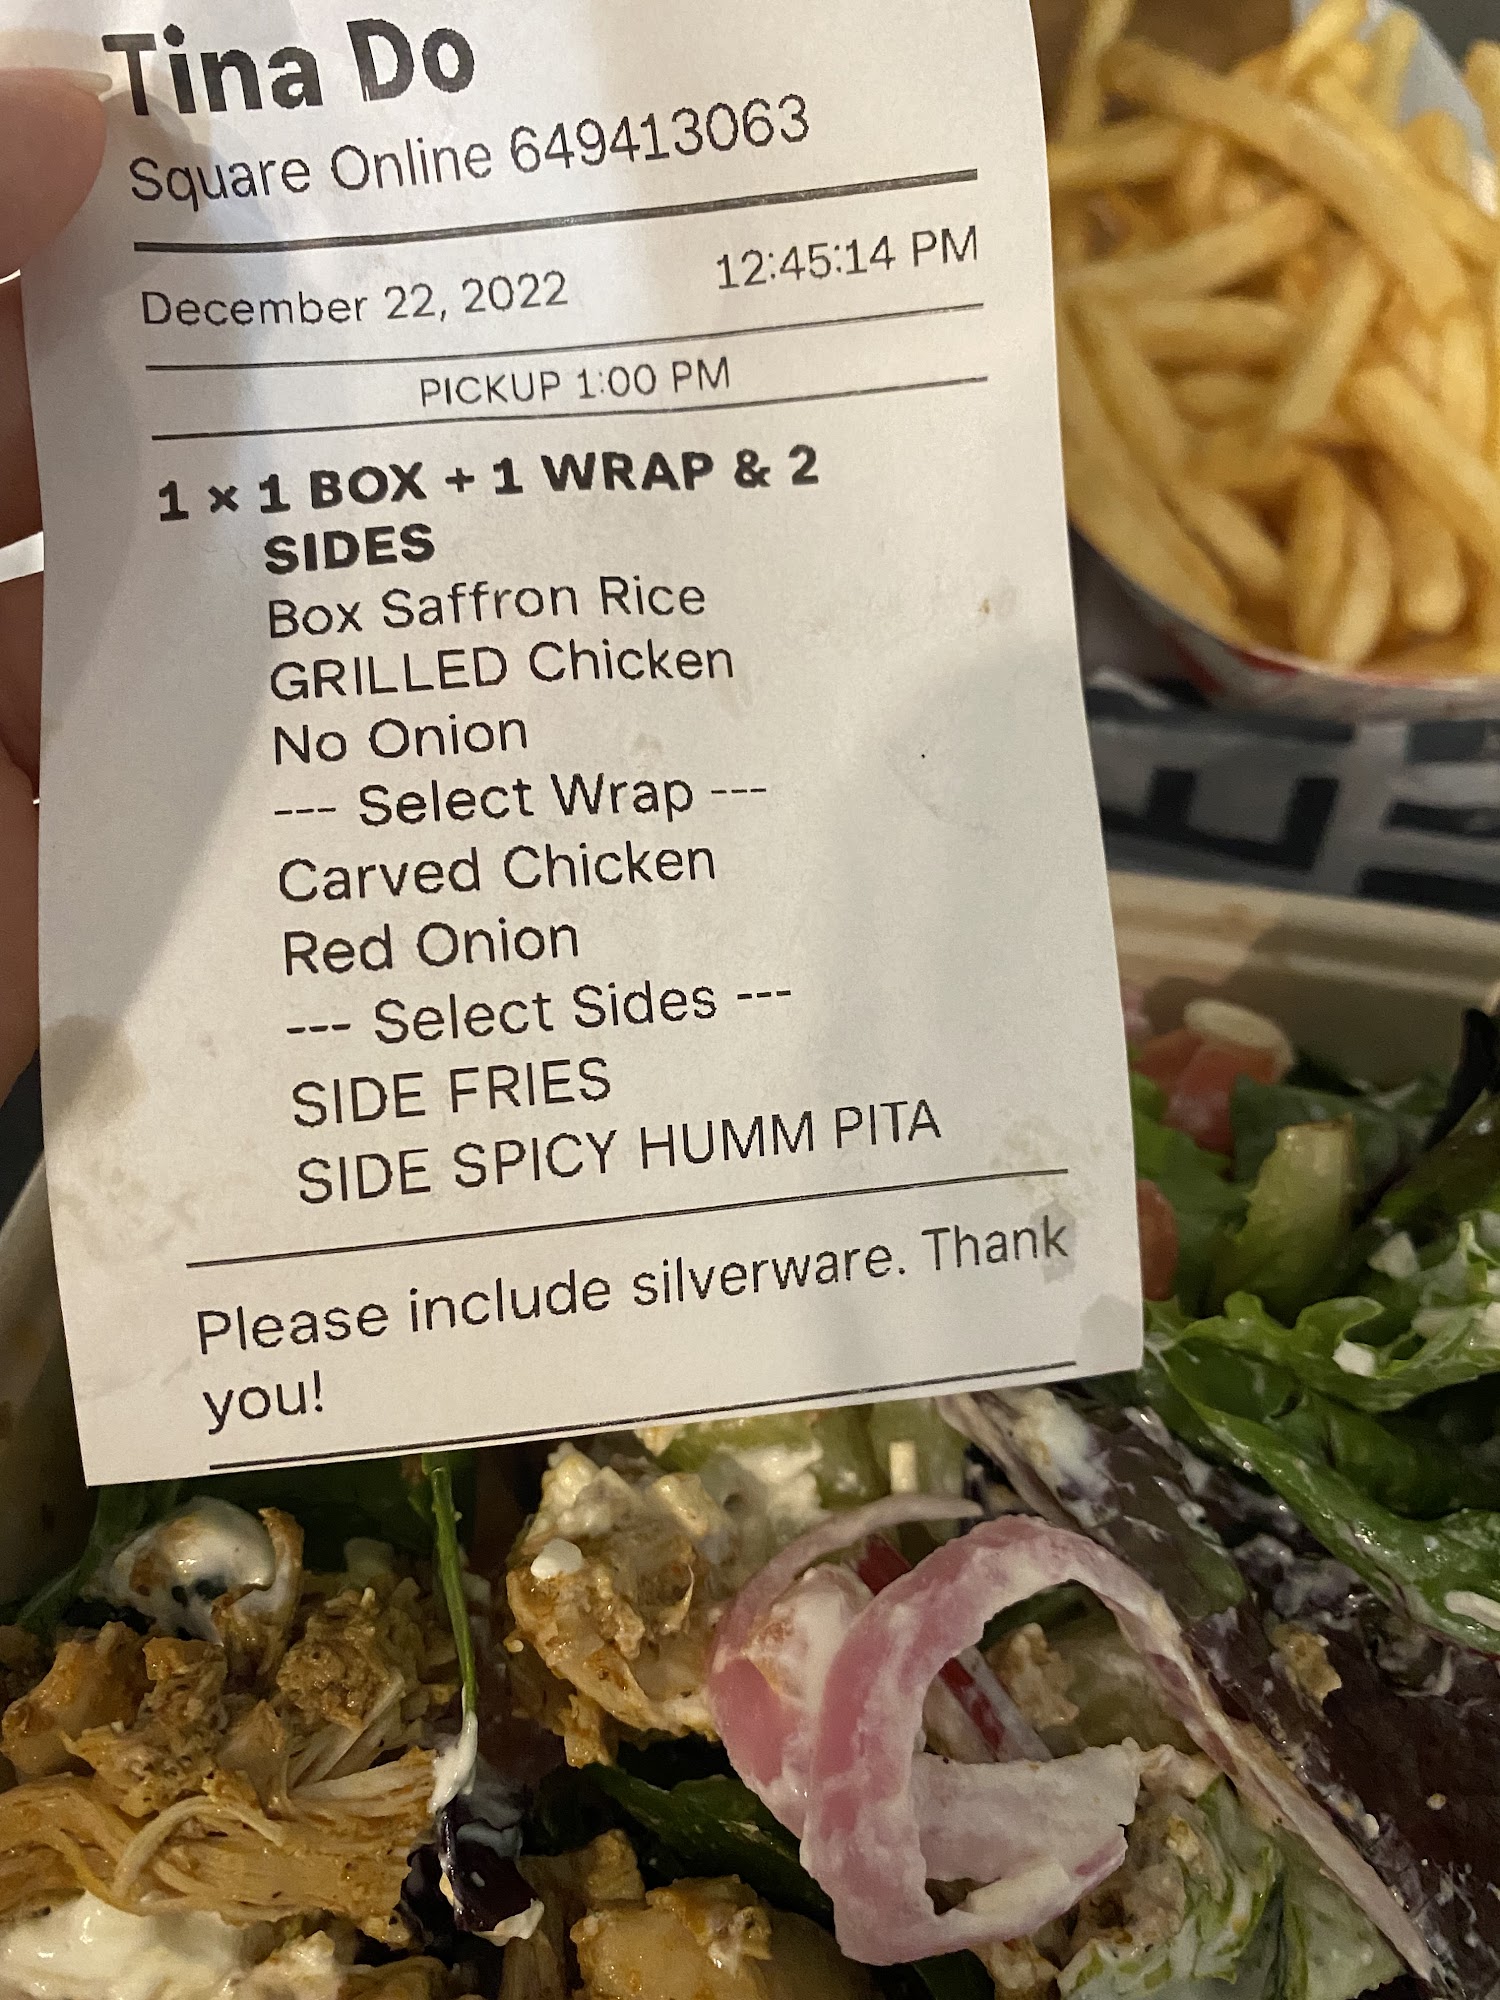 Tina Do
Square Online 649413063
December 22, 2022 12:45:14 PM
PICKUP 1:00 PM
1 × 1 BOX + 1 WRAP & 2
SIDES
Box Saffron Rice
GRILLED Chicken
No Onion
--- Select Wrap ---
Carved Chicken
Red Onion
--- Select Sides ---
SIDE FRIES
SIDE SPICY HUMM PITA
Please include silverware. Thank
you!